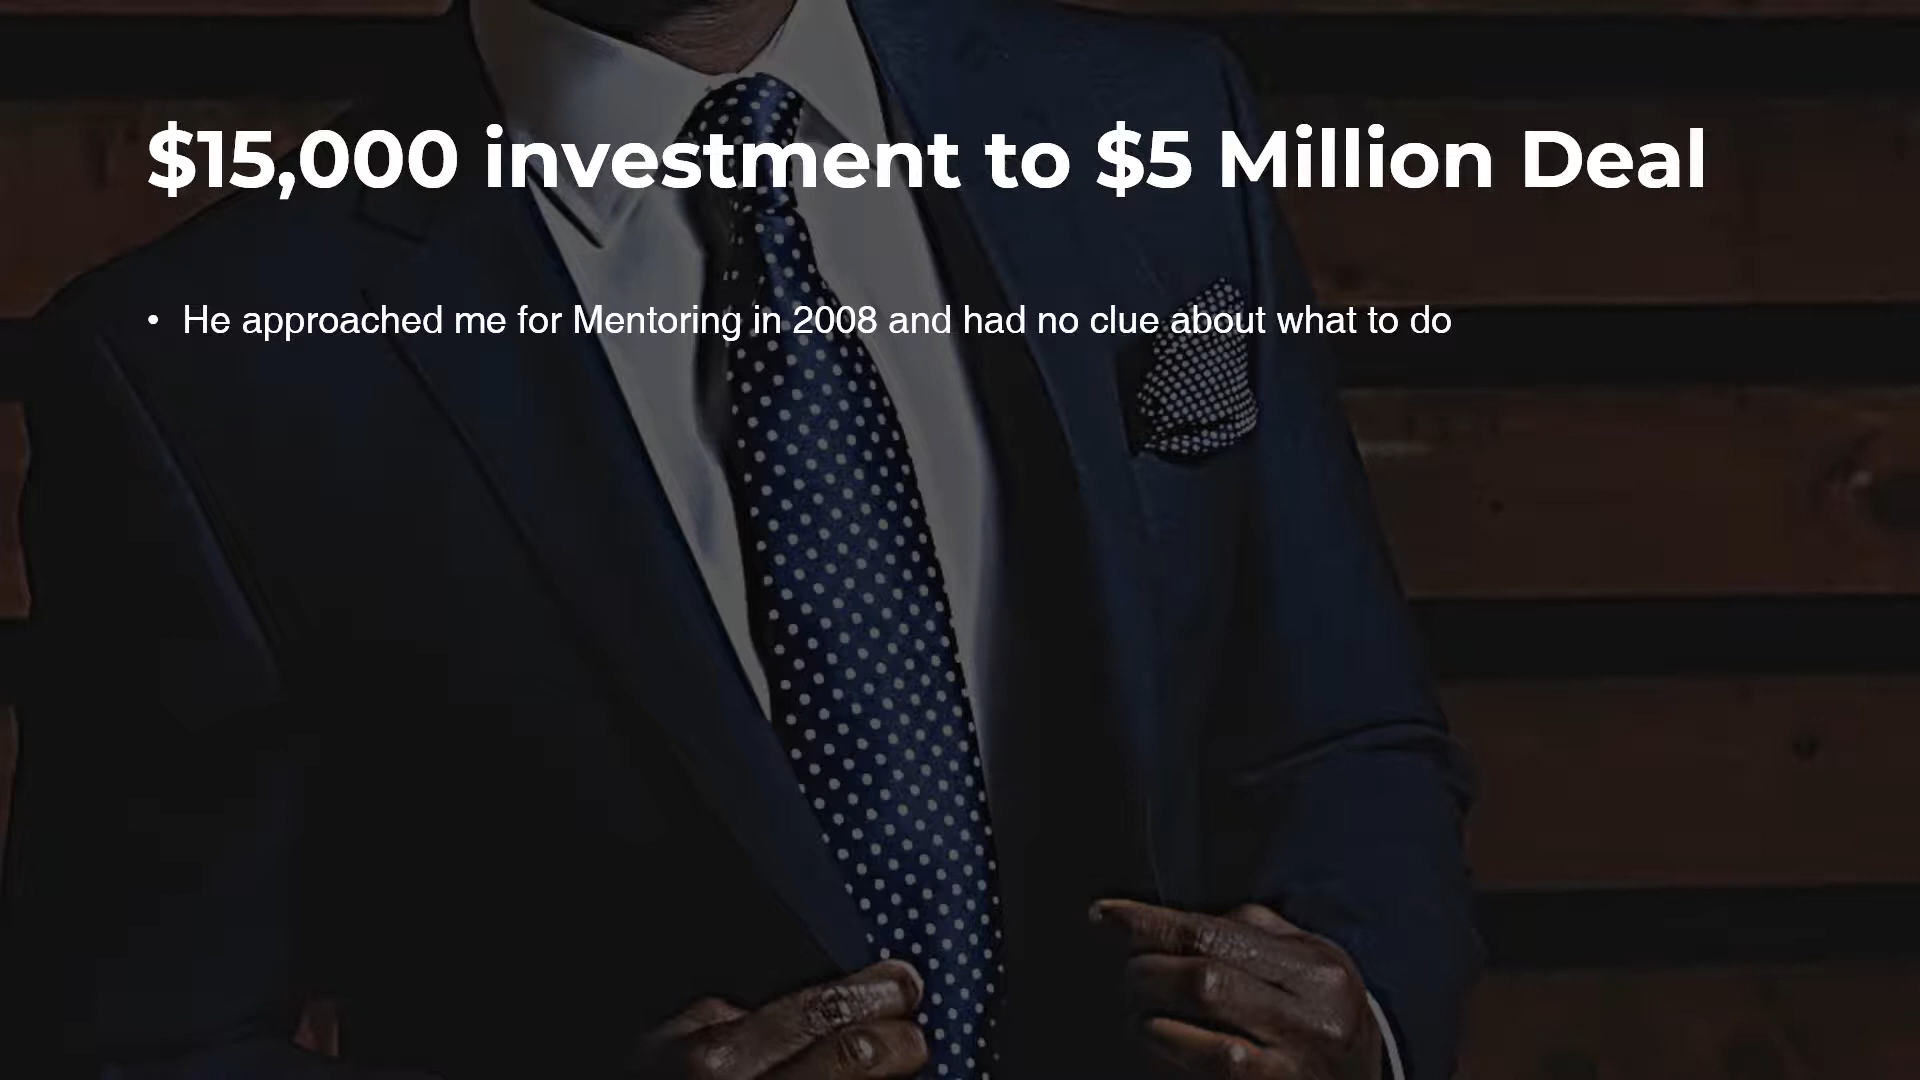 $15,000 investment to $5 Million Deal
• He approached me for Mentoring in 2008 and had no clue about what to do